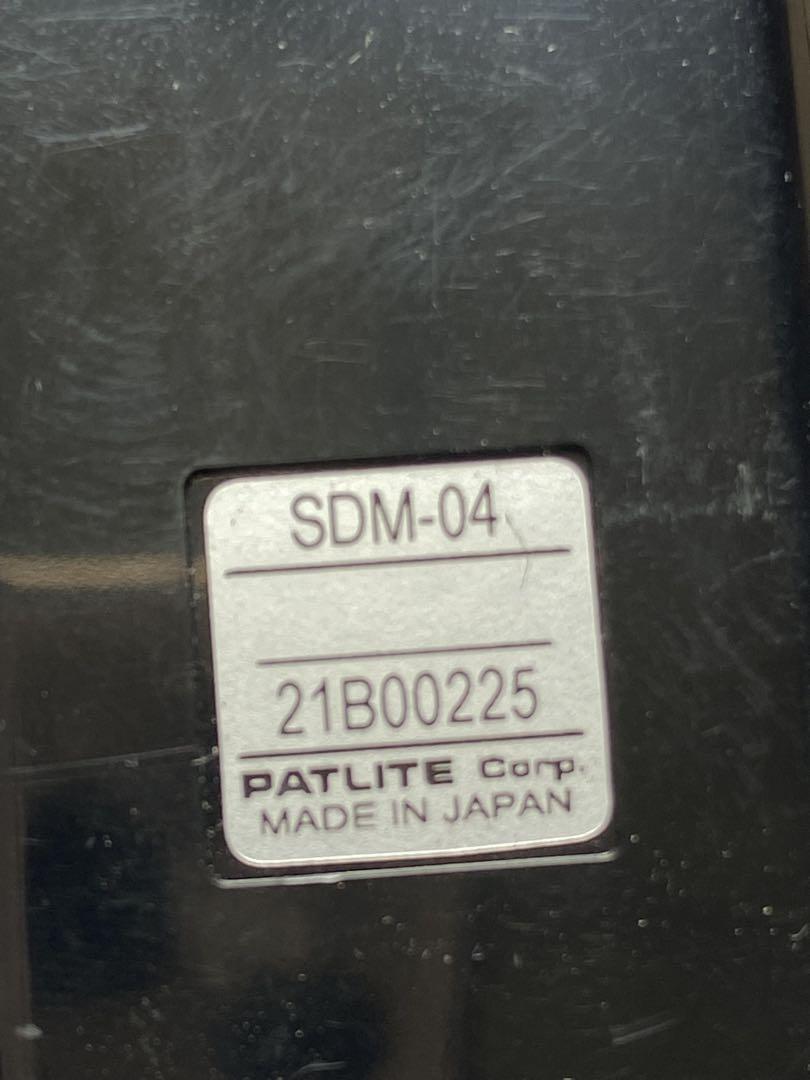 SDM-04
21B00225
PATLITE Corp.
MADE IN JAPAN